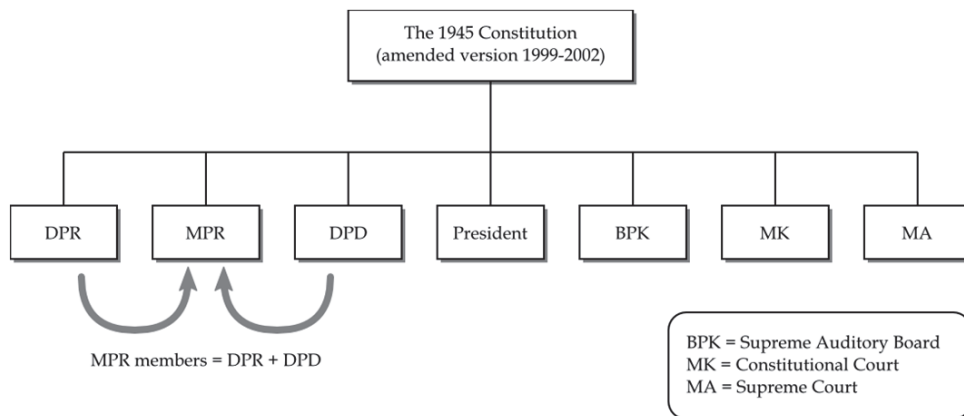 The 1945 Constitution
(amended version 1999-2002)
DPR
MPR
DPD
President
BPK
MK
MA
MPR members = DPR + DPD
BPK = Supreme Auditory Board
MK = Constitutional Court
MA = Supreme Court